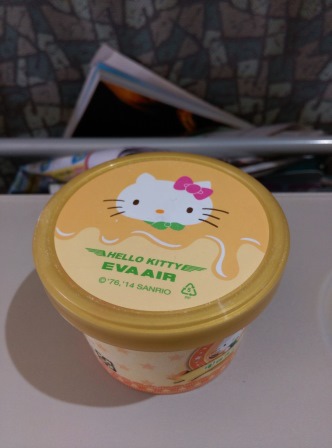 HELLO KITTY
EVA AIR
© '76, '14 SANRIO